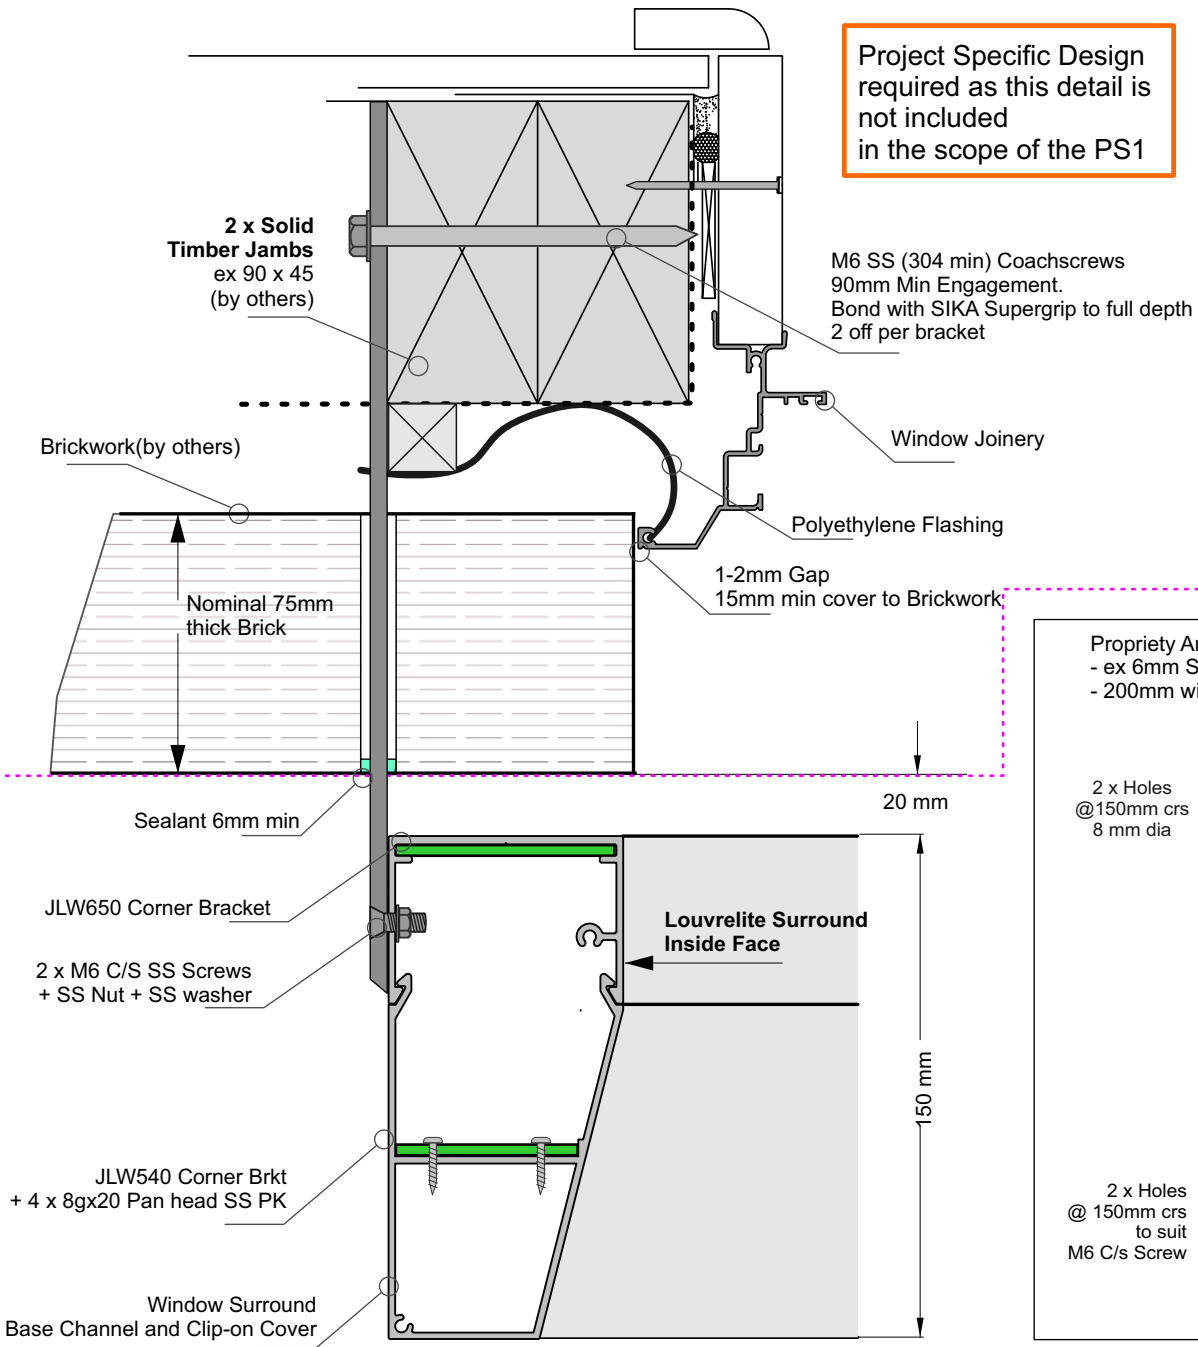 Project Specific Design
required as this detail is
not included
in the scope of the PS1
2 x Solid
Timber Jambs
ex 90 x 45
(by others)
M6 SS (304 min) Coachscrews
90mm Min Engagement.
Bond with SIKA Supergrip to full depth
2 off per bracket
Window Joinery
Brickwork(by others)
Polyethylene Flashing
1-2mm Gap
15mm min cover to Brickwork
Nominal 75mm
thick Brick
Sealant 6mm min
20 mm
JLW650 Corner Bracket
2 x M6 C/S SS Screws
+ SS Nut + SS washer
Louvrelite Surround
Inside Face
150 mm
JLW540 Corner Brkt
+ 4 x 8gx20 Pan head SS PK
Window Surround
Base Channel and Clip-on Cover
Propriety
- ex 6mm
- 200mm
2 x Holes
@150mm crs
8 mm dia
2 x Holes
@ 150mm crs
to suit
M6 C/s Screw